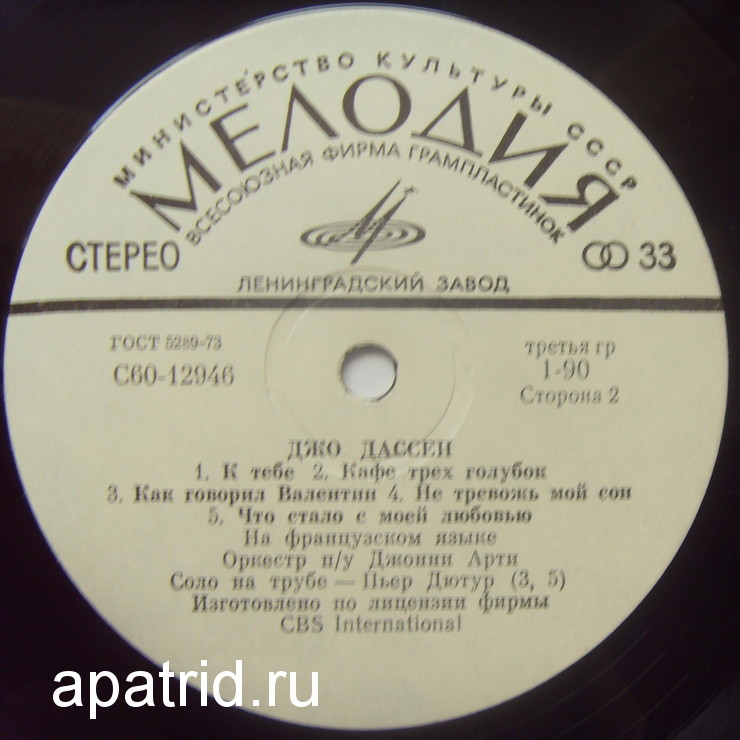 МИНИСТЕРСТВО КУЛЬТУРЫ СССР
МЕЛОДИЯ
ВСЕСОЮЗНАЯ ФИРМА ГРАМПЛАСТИНОК
СТЕРЕО
33
ЛЕНИНГРАДСКИЙ ЗАВОД
ГОСТ 5289-73
третья гр
С60-12946
1-90
Сторона 2
ДЖО ДАССЕН
1. К тебе 2. Кафе трех голубок
3. Как говорил Валентин 4. Не тревожь мой сон
5. Что стало с моей любовью
На французском языке
Оркестр п/у Джонни Арти
Соло на трубе — Пьер Дютур (3, 5)
Изготовлено по лицензии фирмы
CBS International
apatrid.ru